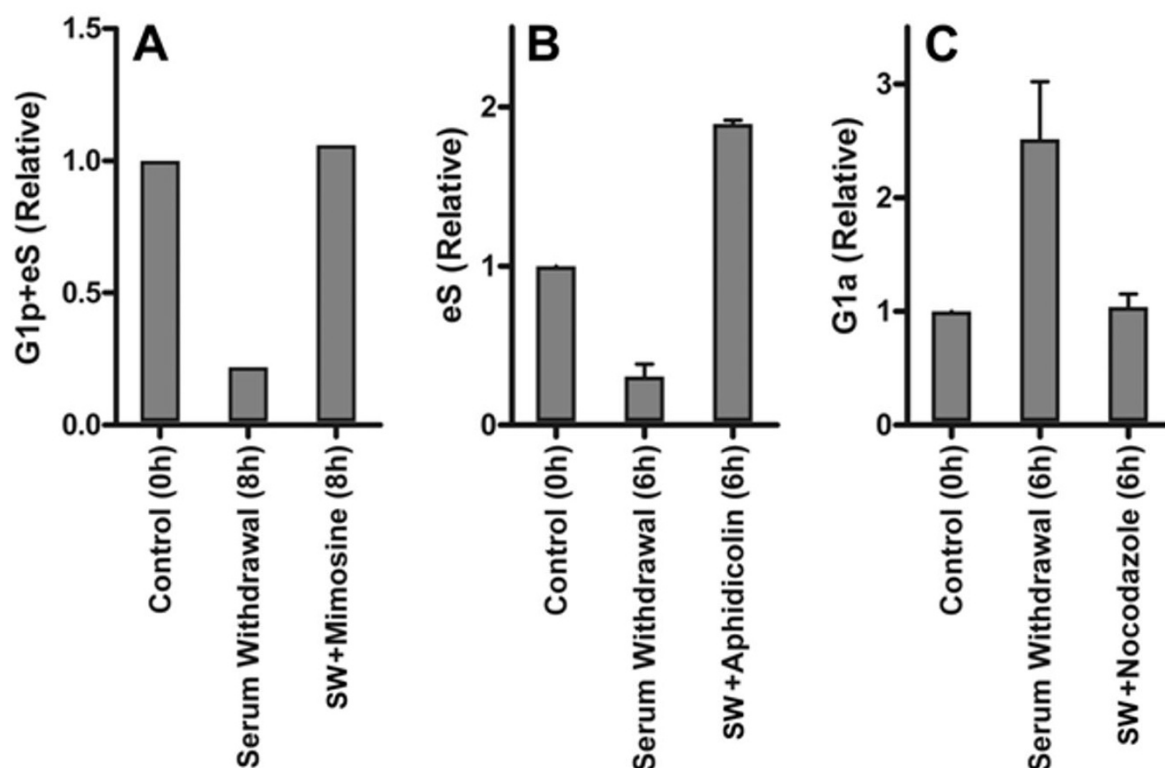 A
G1p+eS (Relative)
1.5
1.0
0.5
0.0
Control (0h)
Serum Withdrawal (8h)
SW+Mimosine (8h)
B
eS (Relative)
2
1
0
Control (0h)
Serum Withdrawal (6h)
SW+Aphidicolin (6h)
C
G1a (Relative)
3
2
1
0
Control (0h)
Serum Withdrawal (6h)
SW+Nocodazole (6h)